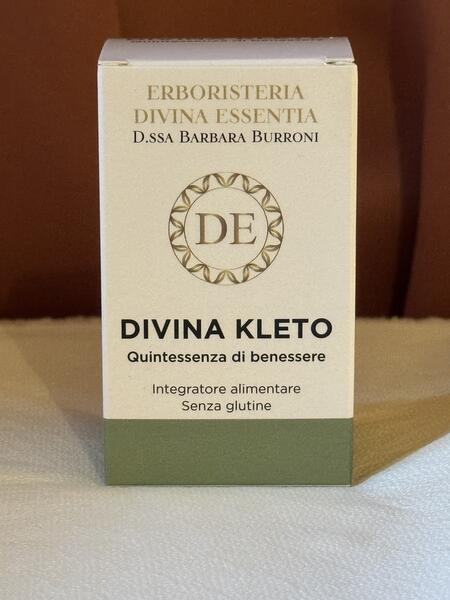 ERBORISTERIA
DIVINA ESSENTIA
D.SSA BARBARA BURRONI
DE
DIVINA KLETO
Quintessenza di benessere
Integratore alimentare
Senza glutine